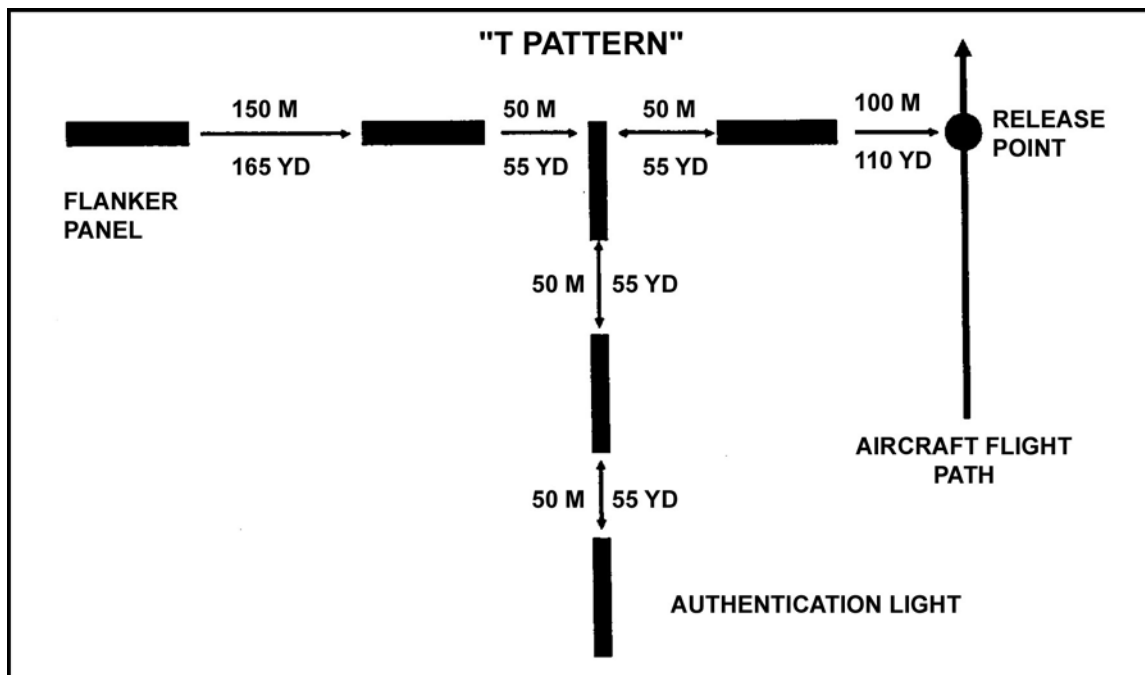 "T PATTERN"
150 M
50 M
50 M
100 M
165 YD
55 YD
55 YD
110 YD
RELEASE
POINT
FLANKER
PANEL
50 M
55 YD
AIRCRAFT FLIGHT
PATH
50 M
55 YD
AUTHENTICATION LIGHT